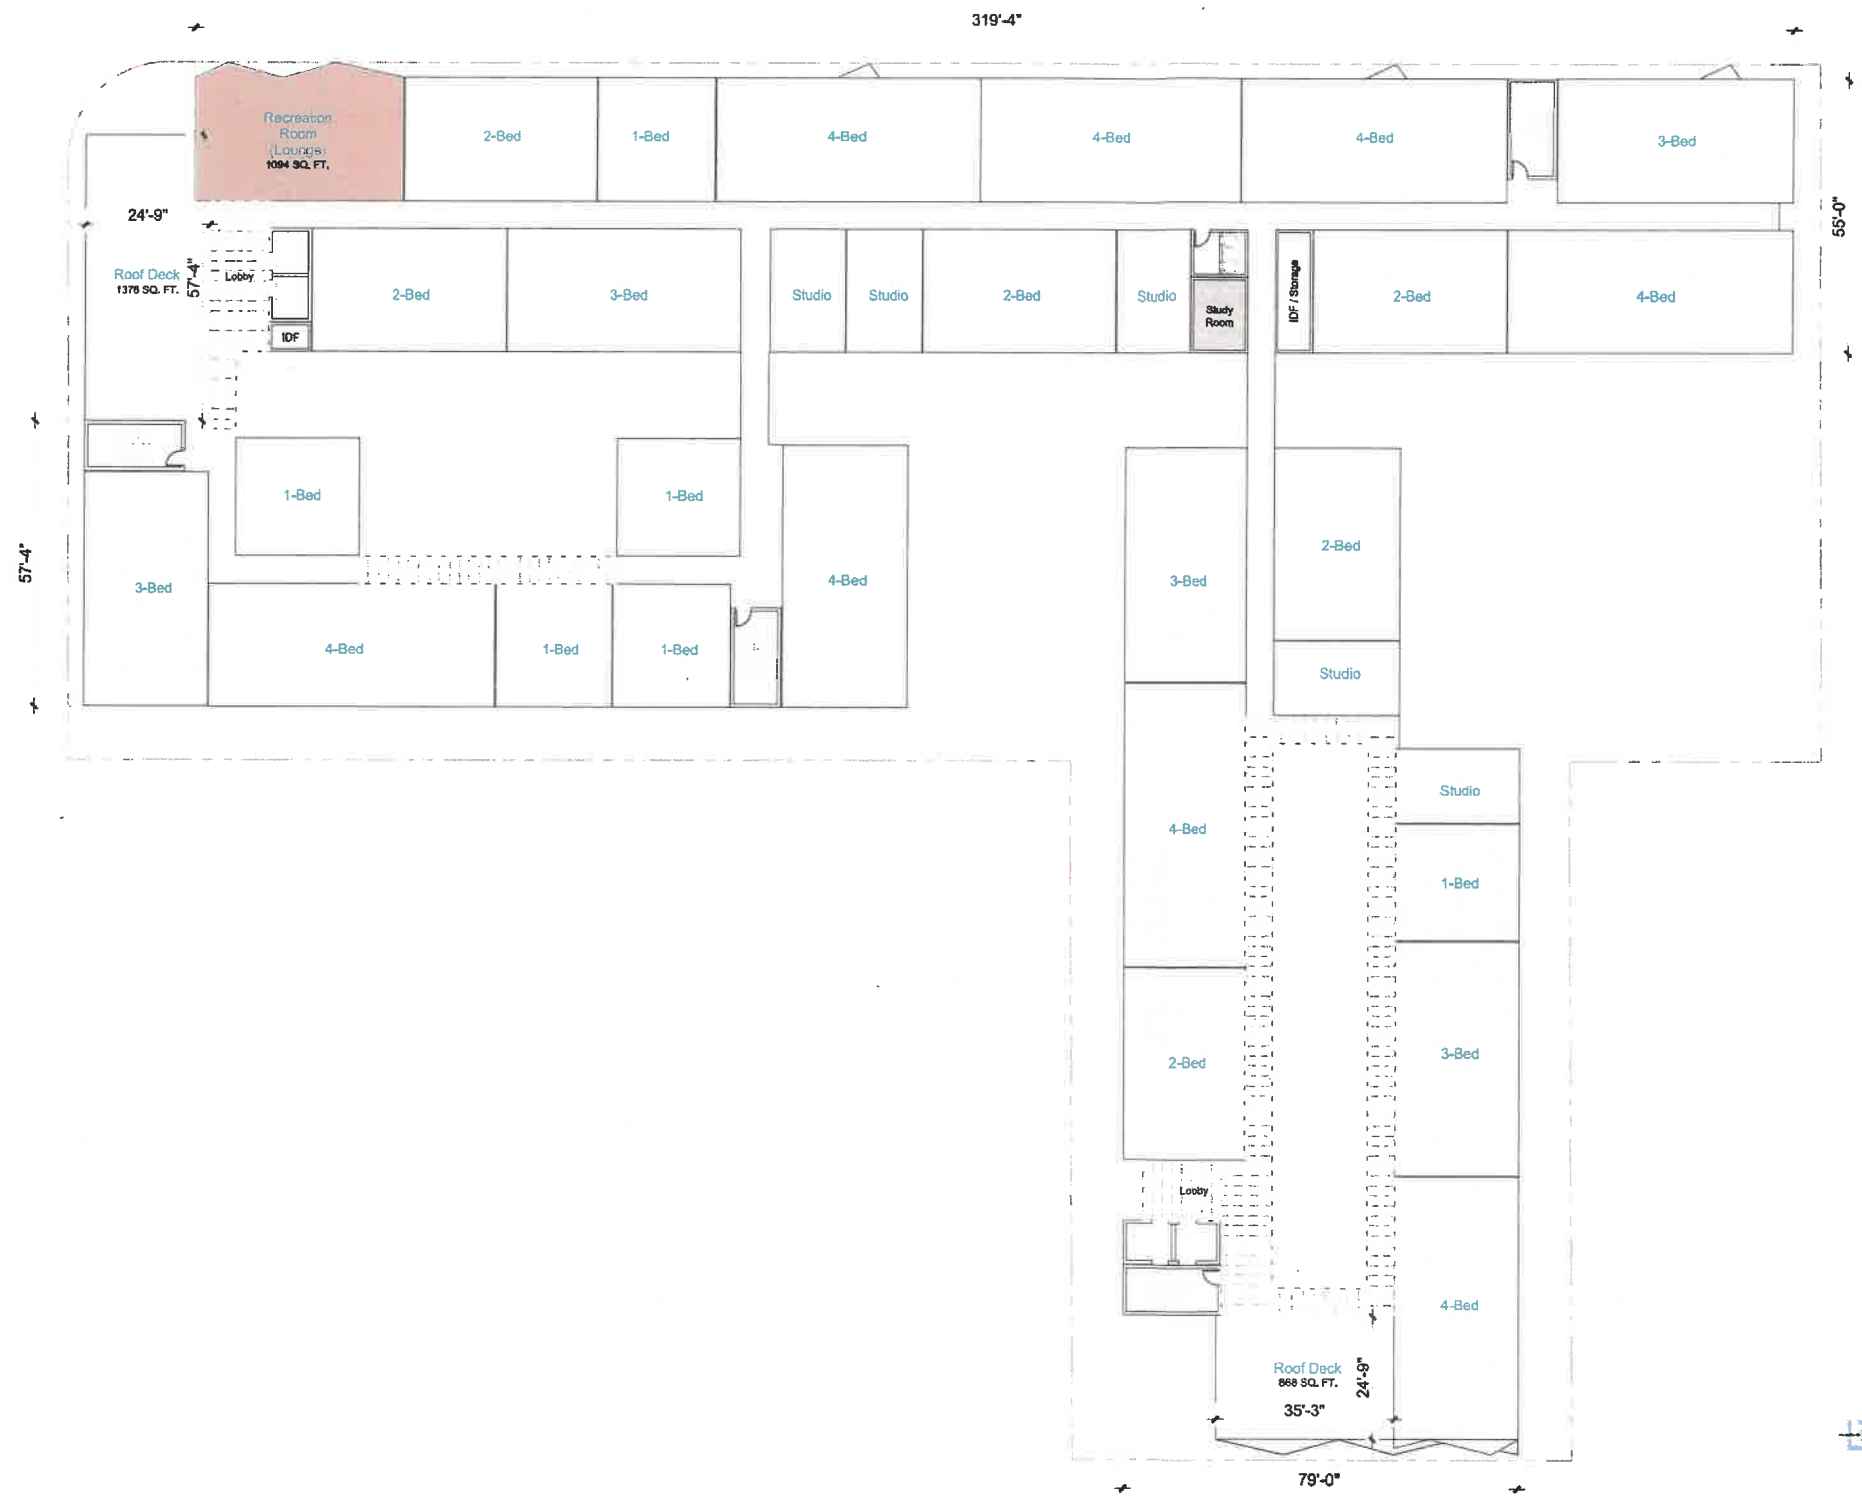 319'-4"
Recreation
Room
(Lounge)
1094 SQ. FT.
2-Bed
1-Bed
4-Bed
4-Bed
4-Bed
3-Bed
24'-9"
55'-0"
Roof Deck
1376 SQ. FT.
57'-4"
Lobby
IDF
2-Bed
3-Bed
Studio
Studio
2-Bed
Studio
Study
Room
IDF / Storage
2-Bed
4-Bed
1-Bed
1-Bed
57'-4"
3-Bed
4-Bed
1-Bed
1-Bed
4-Bed
3-Bed
2-Bed
Studio
Studio
4-Bed
1-Bed
2-Bed
3-Bed
Lobby
4-Bed
Roof Deck
868 SQ. FT.
24'-9"
35'-3"
79'-0"